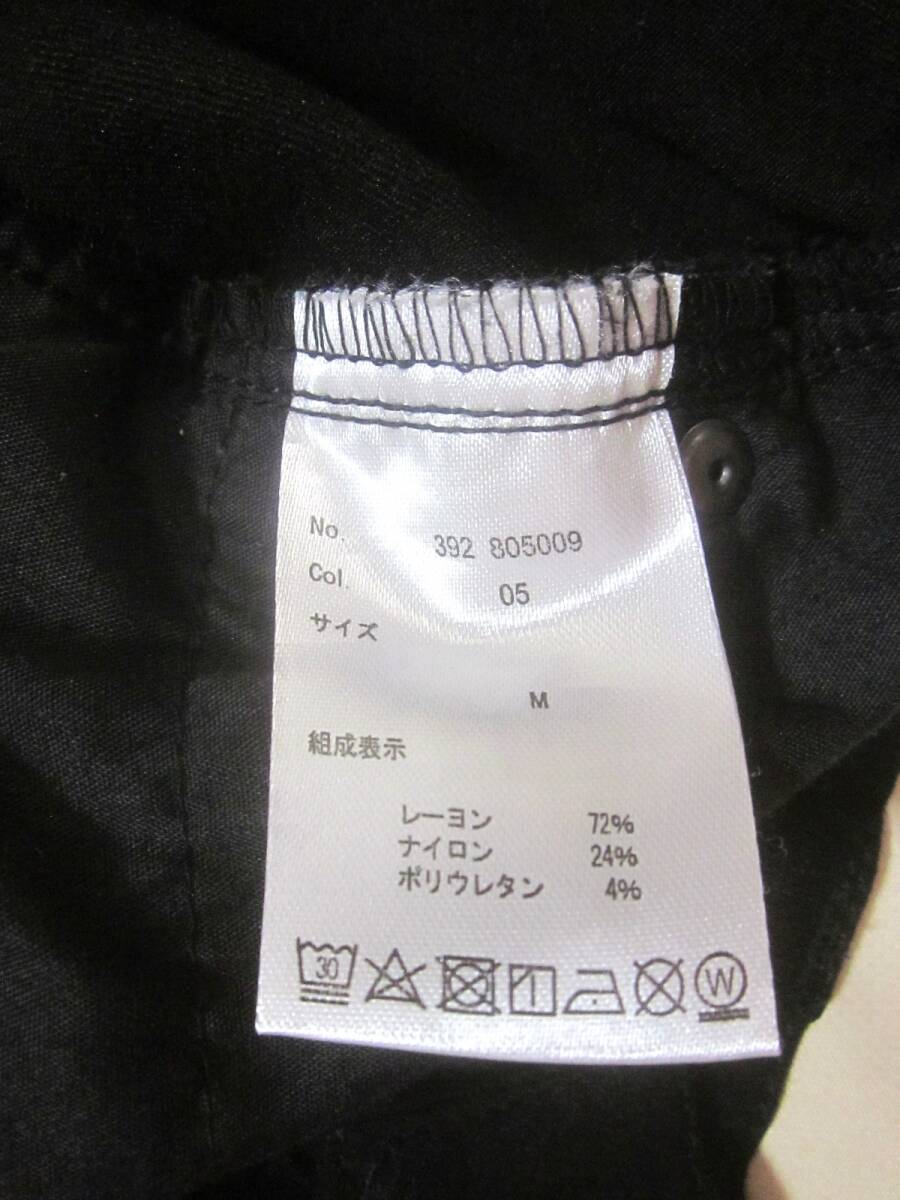 No. 392 805009
Col. 05
サイズ
M
組成表示
レーヨン 72%
ナイロン 24%
ポリウレタン 4%
30 W